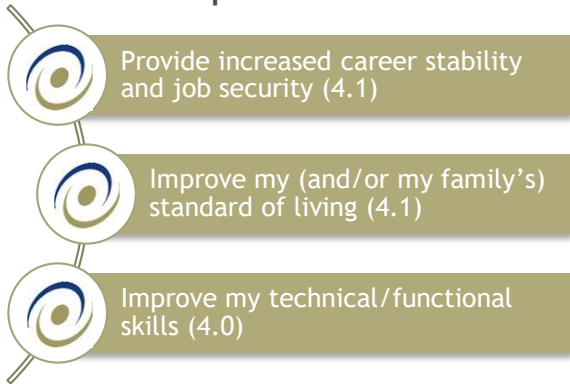 Provide increased career stability
and job security (4.1)
Improve my (and/or my family’s)
standard of living (4.1)
Improve my technical/functional
skills (4.0)